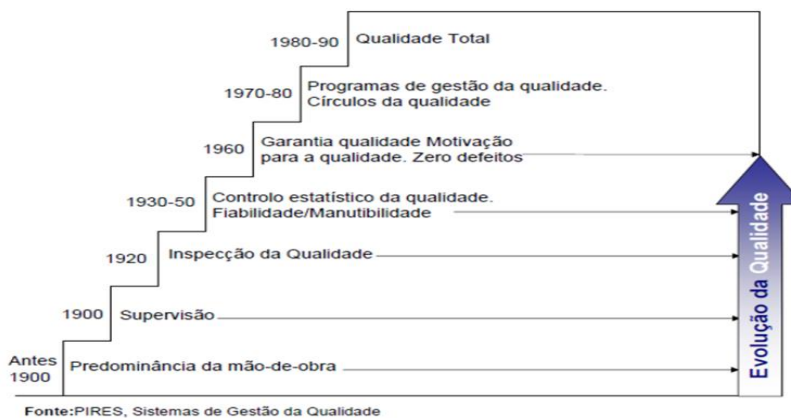 1980-90 Qualidade Total
1970-80 Programas de gestão da qualidade.
Círculos da qualidade
1960 Garantia qualidade Motivação
para a qualidade. Zero defeitos
1930-50 Controlo estatístico da qualidade.
Fiabilidade/Manutibilidade
1920 Inspecção da Qualidade
1900 Supervisão
Antes
1900 Predominância da mão-de-obra
Evolução da Qualidade
Fonte:PIRES, Sistemas de Gestão da Qualidade